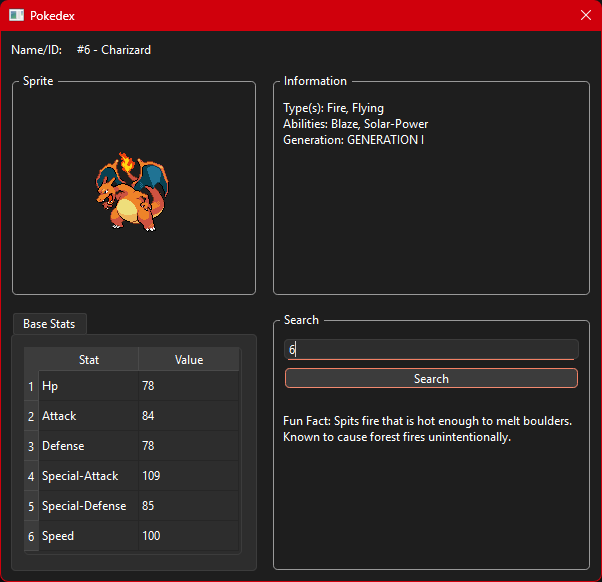 Pokedex
Name/ID: #6 - Charizard
Sprite
Information
Type(s): Fire, Flying
Abilities: Blaze, Solar-Power
Generation: GENERATION I
Base Stats
Stat Value
1 Hp 78
2 Attack 84
3 Defense 78
4 Special-Attack 109
5 Special-Defense 85
6 Speed 100
Search
6
Search
Fun Fact: Spits fire that is hot enough to melt boulders.
Known to cause forest fires unintentionally.